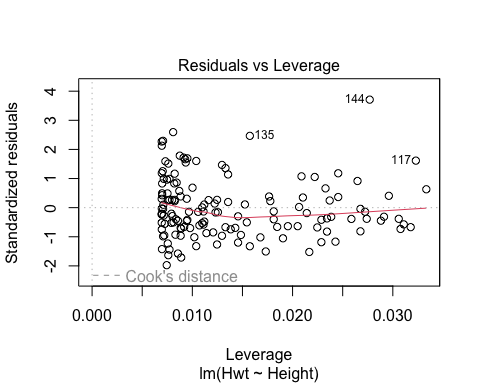 Residuals vs Leverage
Standardized residuals
4
3
2
1
0
-1
-2
144
135
117
Cook's distance
0.000
0.010
0.020
0.030
Leverage
lm(Hwt ~ Height)